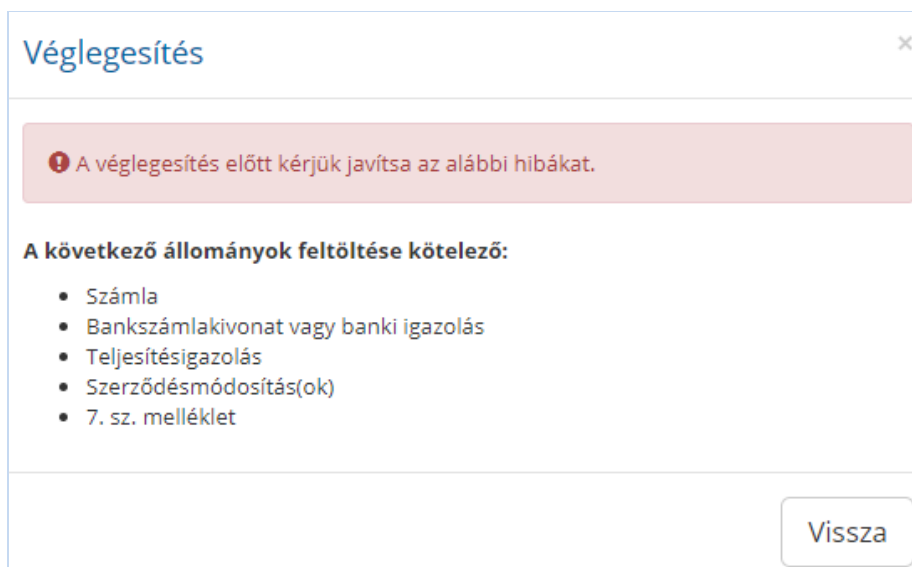 Véglegesítés
×
A véglegesítés előtt kérjük javítsa az alábbi hibákat.
A következő állományok feltöltése kötelező:
• Számla
• Bankszámlakivonat vagy banki igazolás
• Teljesítésigazolás
• Szerződésmódosítás(ok)
• 7. sz. melléklet
Vissza